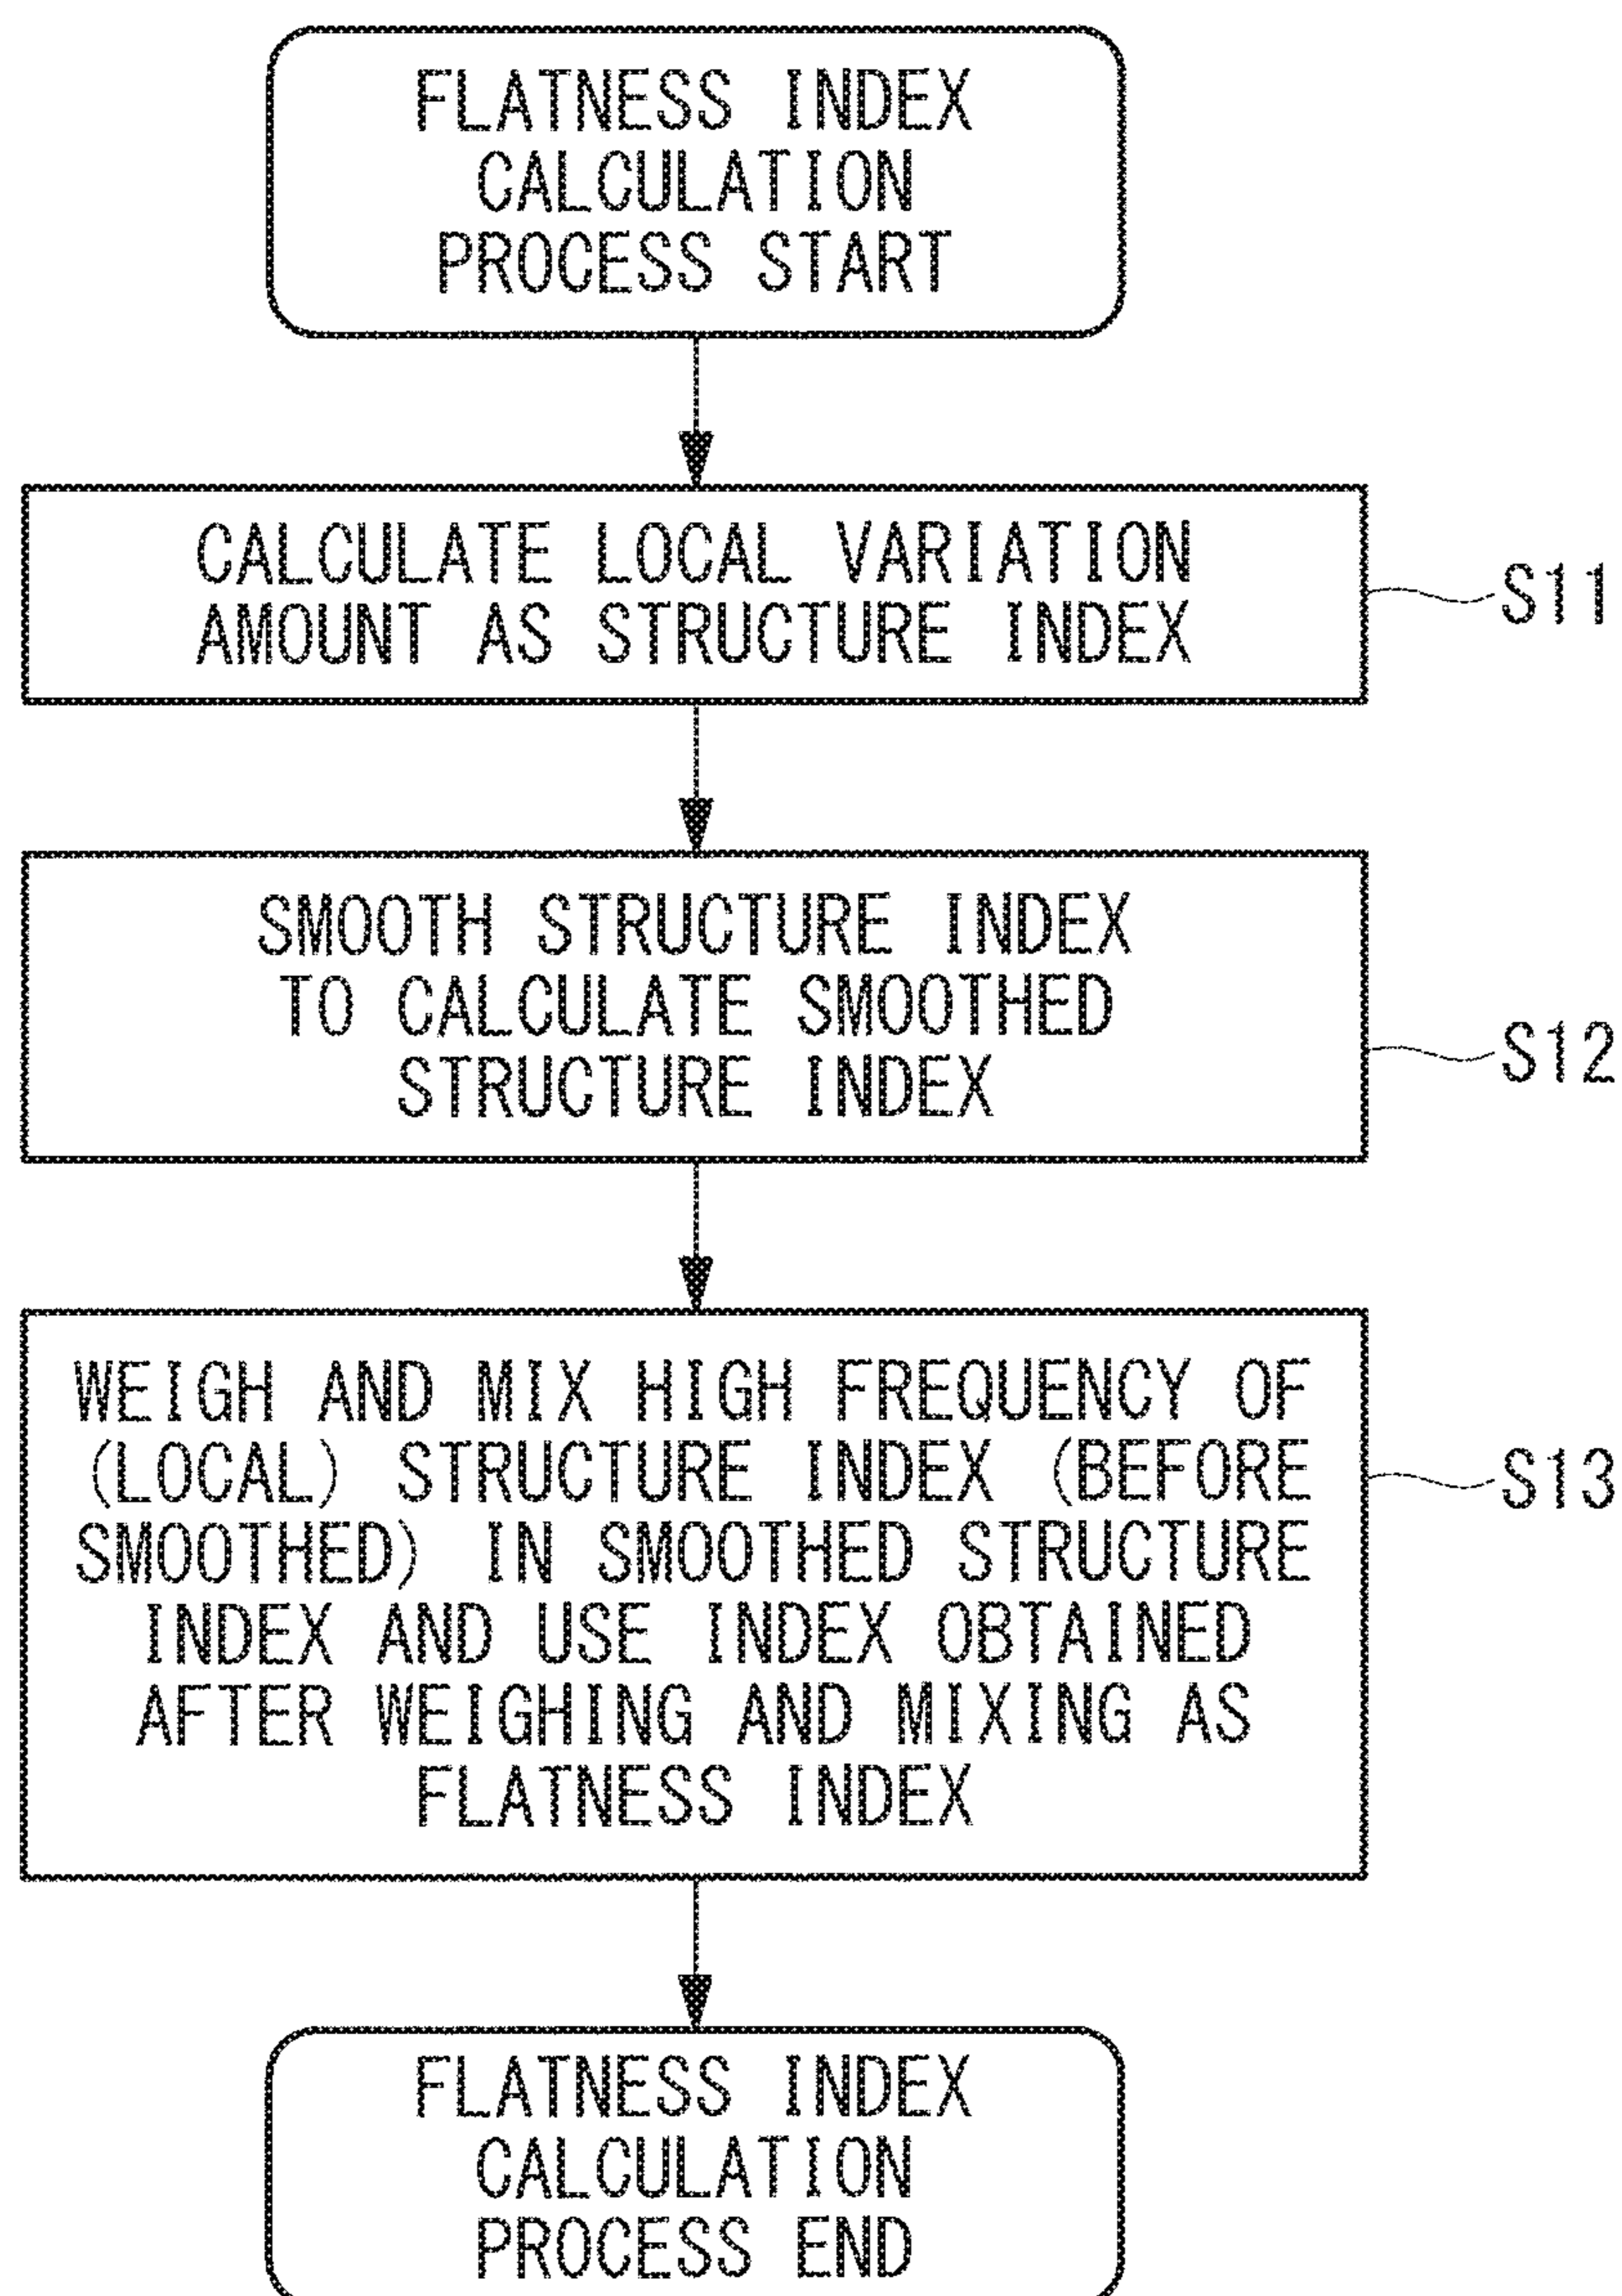 FLATNESS INDEX
CALCULATION
PROCESS START
CALCULATE LOCAL VARIATION
AMOUNT AS STRUCTURE INDEX
S11
SMOOTH STRUCTURE INDEX
TO CALCULATE SMOOTHED
STRUCTURE INDEX
S12
WEIGH AND MIX HIGH FREQUENCY OF
(LOCAL) STRUCTURE INDEX (BEFORE
SMOOTHED) IN SMOOTHED STRUCTURE
INDEX AND USE INDEX OBTAINED
AFTER WEIGHING AND MIXING AS
FLATNESS INDEX
S13
FLATNESS INDEX
CALCULATION
PROCESS END